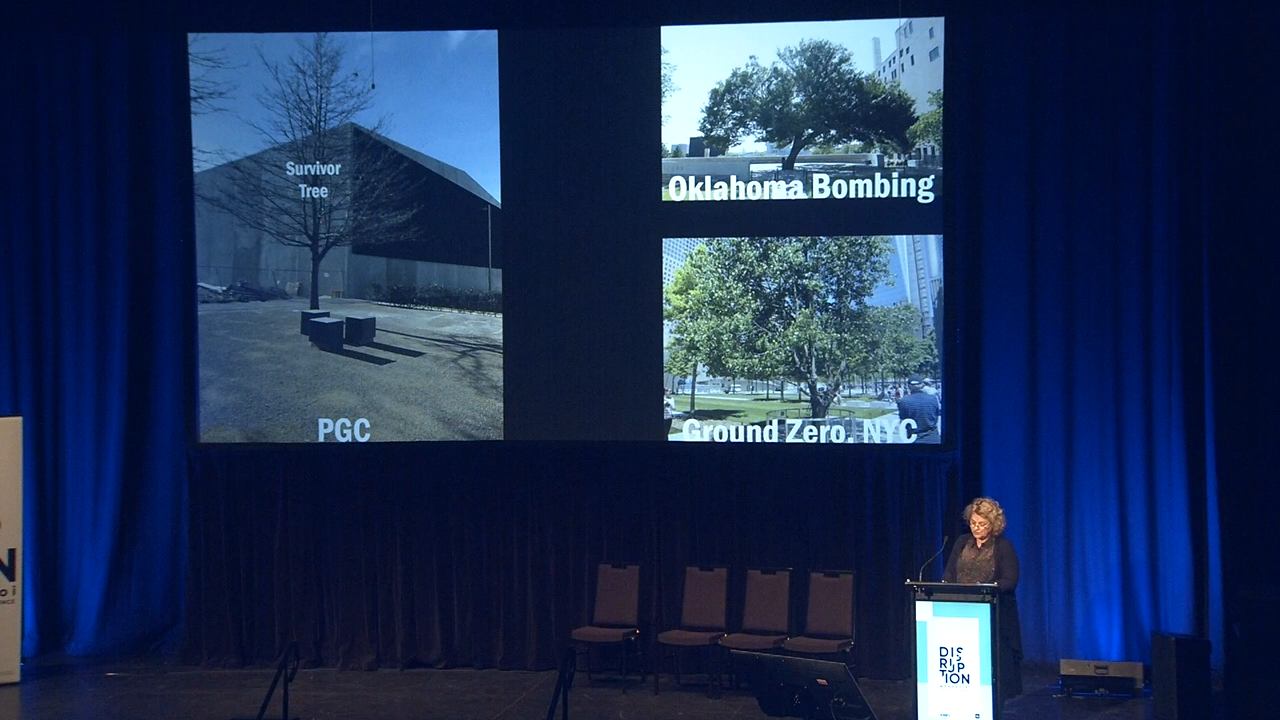 Survivor
Tree
PGC
Oklahoma Bombing
Ground Zero, NYC
DIS
RUP
TION
N